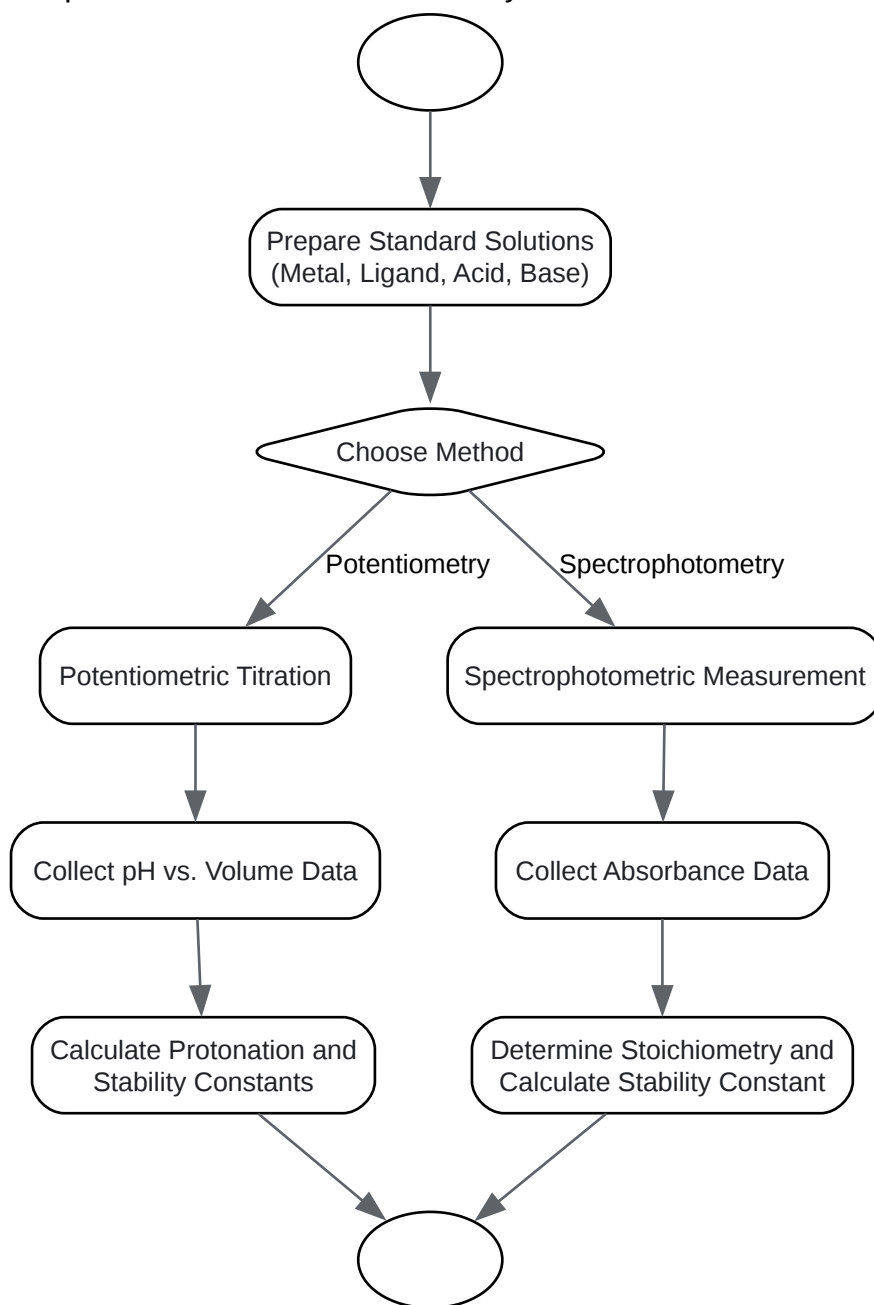 Prepare Standard Solutions
(Metal, Ligand, Acid, Base)
Choose Method
Potentiometry
Spectrophotometry
Potentiometric Titration
Spectrophotometric Measurement
Collect pH vs. Volume Data
Collect Absorbance Data
Calculate Protonation and
Stability Constants
Determine Stoichiometry and
Calculate Stability Constant